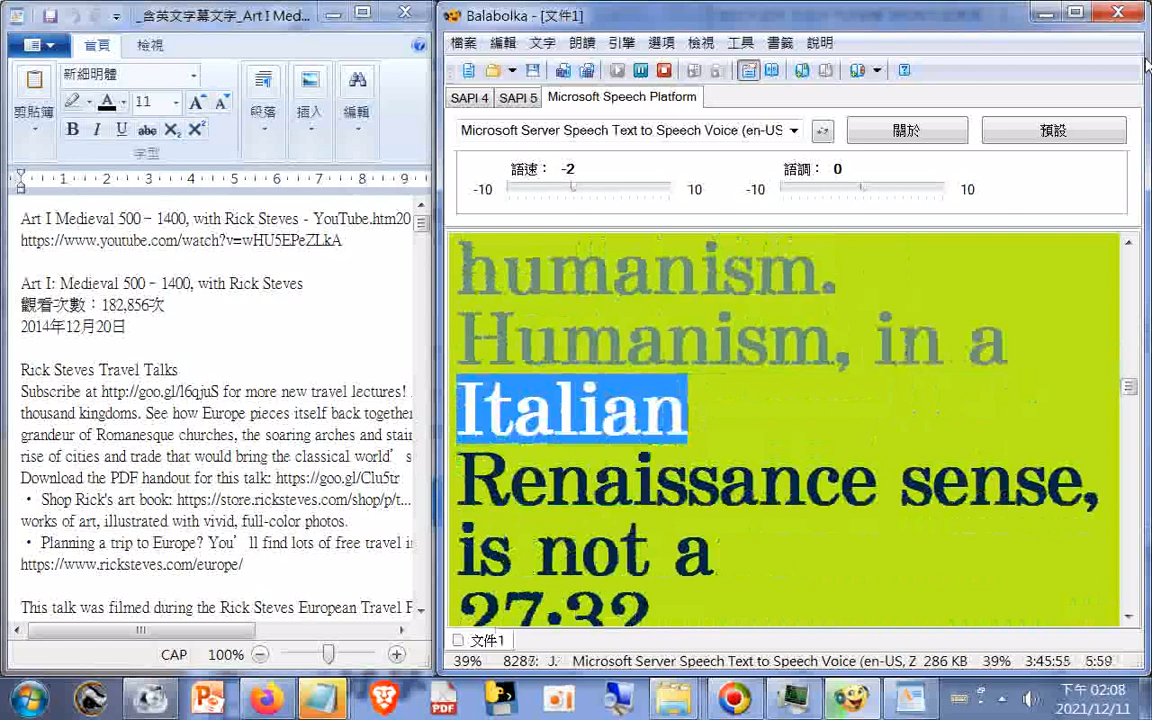 _含英文字幕文字_Art I Med...
首頁
檢視
剪貼簿
新細明體
11
B I U abc X₂ X²
字型
段落
插入
編輯
1 2 3 4 5 6 7 8 9
Art I Medieval 500–1400, with Rick Steves - YouTube.htm20
https://www.youtube.com/watch?v=wHU5EPeZLkA
Art I: Medieval 500–1400, with Rick Steves
觀看次數：182,856次
2014年12月20日
Rick Steves Travel Talks
Subscribe at http://goo.gl/l6qjuS for more new travel lectures!
thousand kingdoms. See how Europe pieces itself back together
grandeur of Romanesque churches, the soaring arches and stai
rise of cities and trade that would bring the classical world's
Download the PDF handout for this talk: https://goo.gl/Clu5tr
• Shop Rick's art book: https://store.ricksteves.com/shop/p/t...
works of art, illustrated with vivid, full-color photos.
• Planning a trip to Europe? You'll find lots of free travel i
https://www.ricksteves.com/europe/
This talk was filmed during the Rick Steves European Travel F
CAP 100%
Balabolka - [文件1]
檔案 編輯 文字 朗讀 引擎 選項 檢視 工具 書籤 說明
SAPI 4 SAPI 5 Microsoft Speech Platform
Microsoft Server Speech Text to Speech Voice (en-US
關於
預設
語速： -2
語調： 0
-10 10 -10 10
humanism.
Humanism, in a
Italian
Renaissance sense,
is not a
27:32
文件1
39% 8287: J. Microsoft Server Speech Text to Speech Voice (en-US, Z 286 KB 39% 3:45:55 5:59
PDF
下午 02:08
2021/12/11